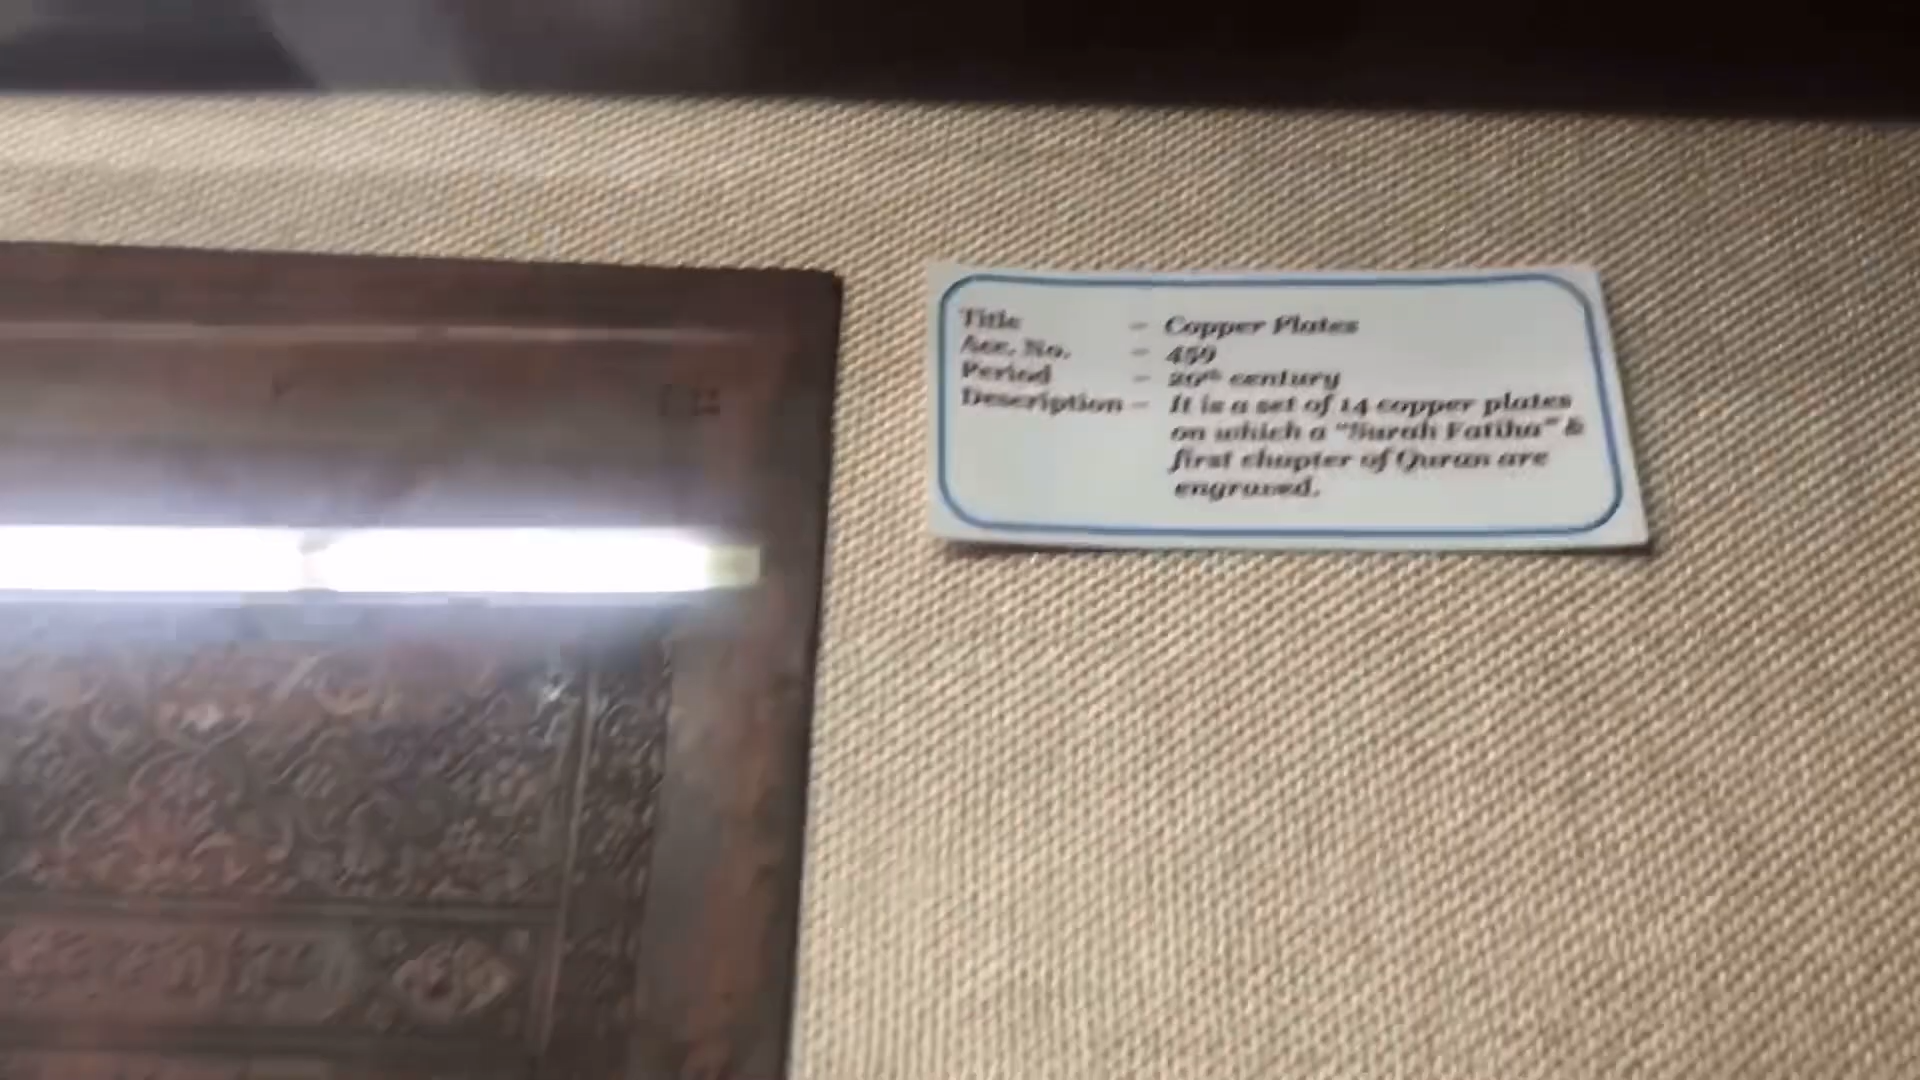 Title – Copper Plates
Acc. No. – 459
Period – 20th century
Description – It is a set of 14 copper plates
on which a "Surah Fatiha" &
first chapter of Quran are
engraved.